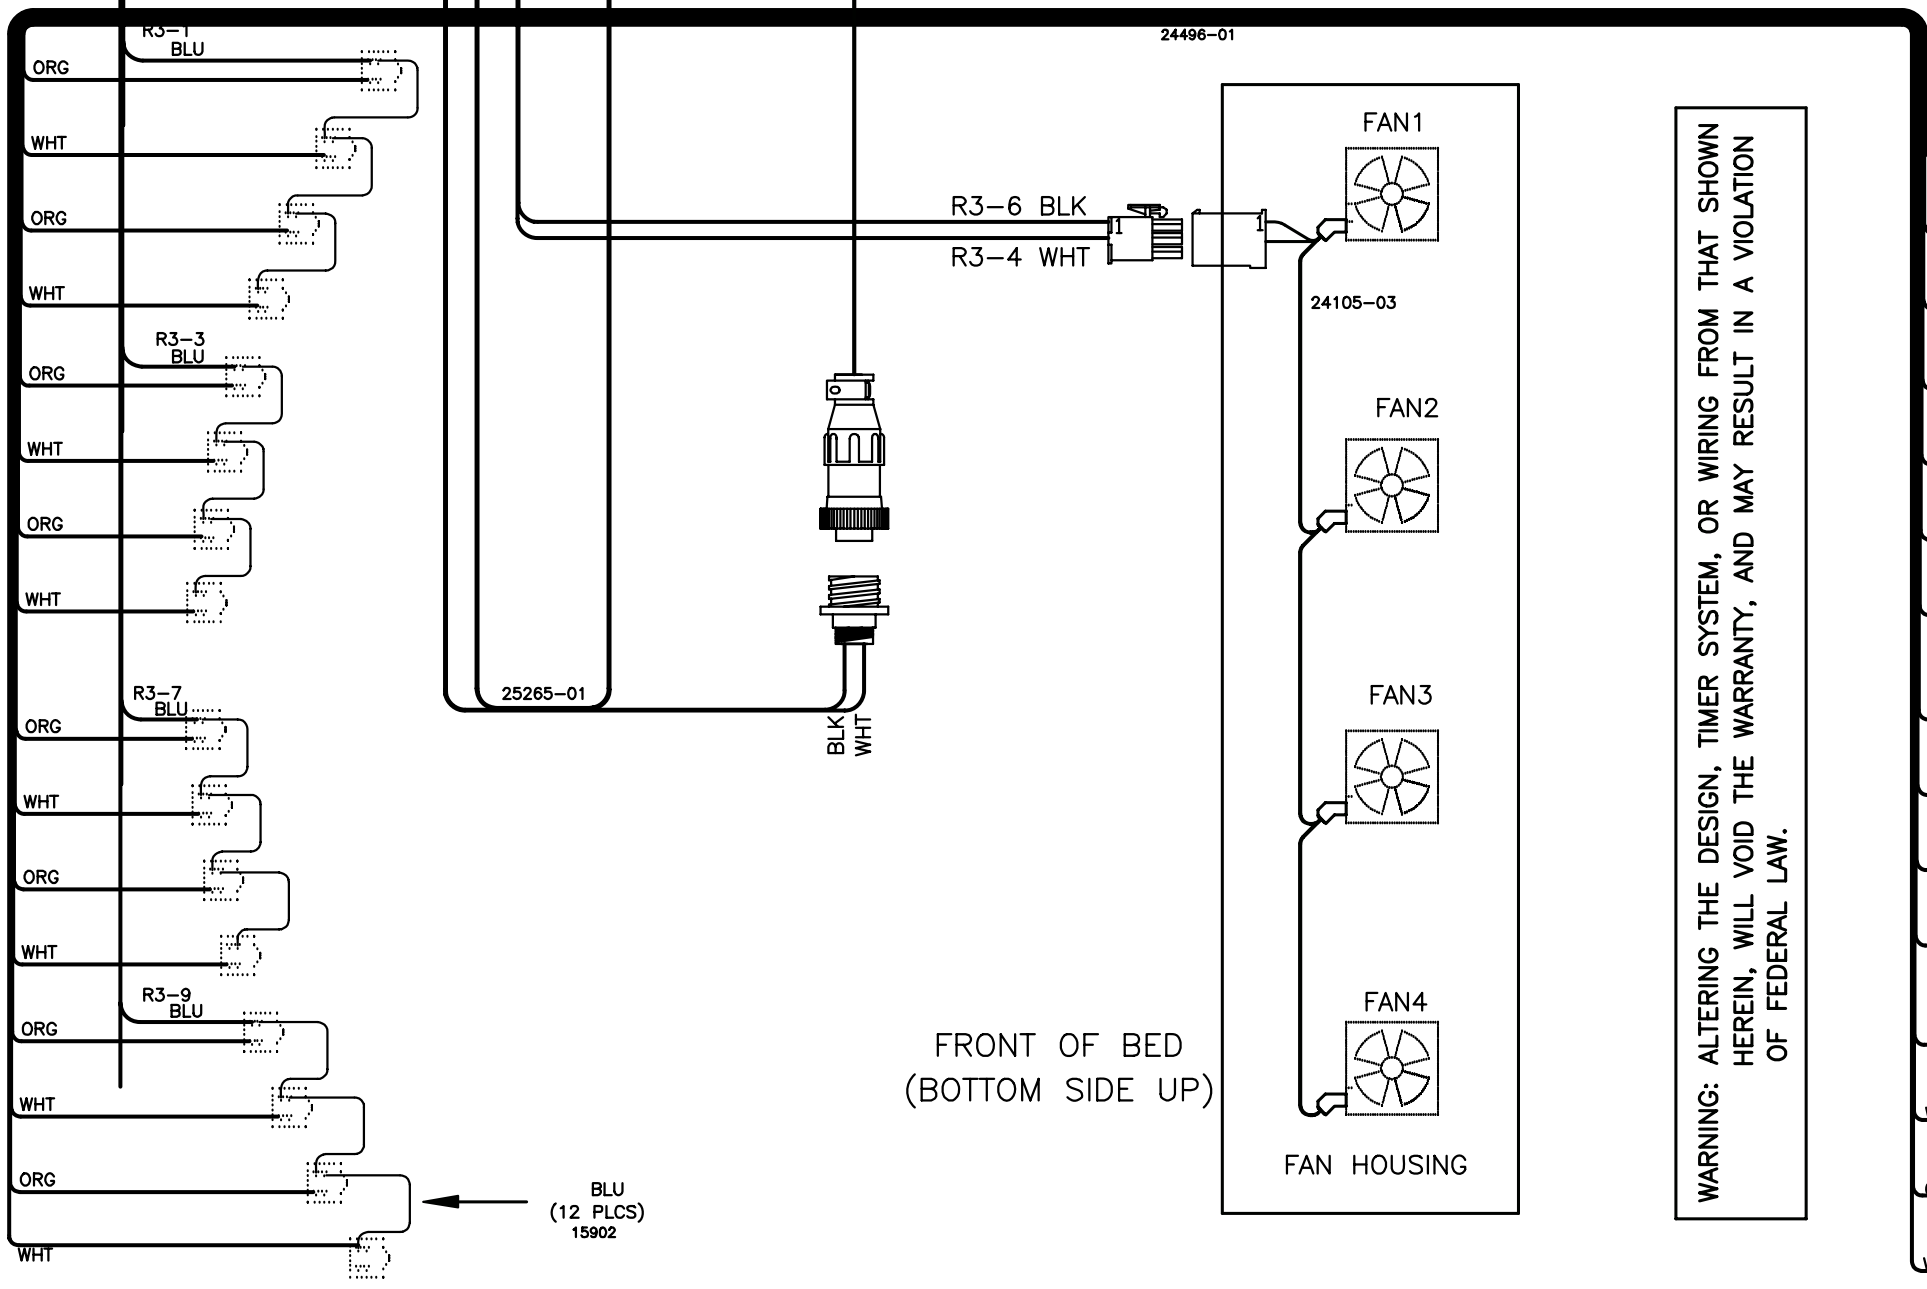 24496-01
R3-1
BLU
ORG
WHT
ORG
WHT
R3-3
BLU
ORG
WHT
ORG
WHT
R3-7
BLU
ORG
WHT
ORG
WHT
R3-9
BLU
ORG
WHT
ORG
WHT
BLU
(12 PLCS)
15902
25265-01
BLK
WHT
R3-6 BLK
R3-4 WHT
1
1
24105-03
FAN1
FAN2
FAN3
FAN4
FAN HOUSING
FRONT OF BED
(BOTTOM SIDE UP)
WARNING: ALTERING THE DESIGN, TIMER SYSTEM, OR WIRING FROM THAT SHOWN
HEREIN, WILL VOID THE WARRANTY, AND MAY RESULT IN A VIOLATION
OF FEDERAL LAW.